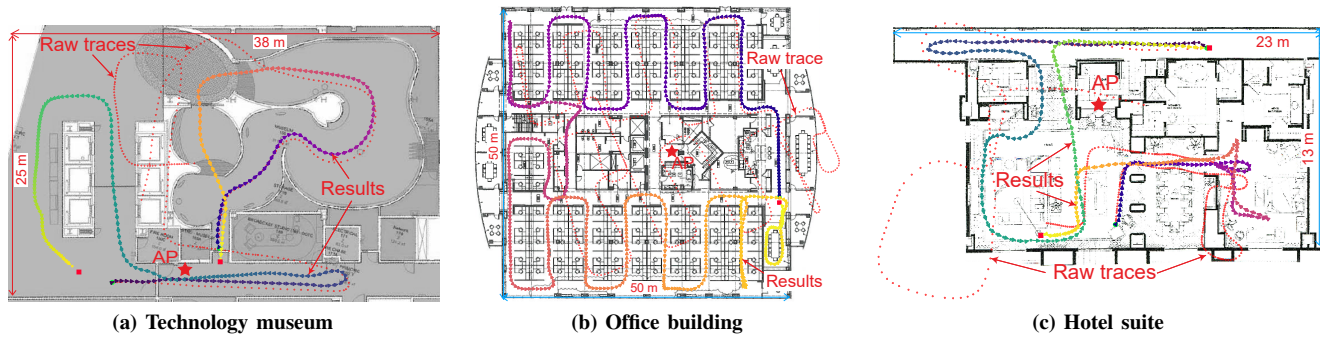 Raw traces
38 m
25 m
Results
AP
(a) Technology museum
Raw trace
50 m
AP
50 m
Results
(b) Office building
23 m
AP
13 m
Results
Raw traces
(c) Hotel suite